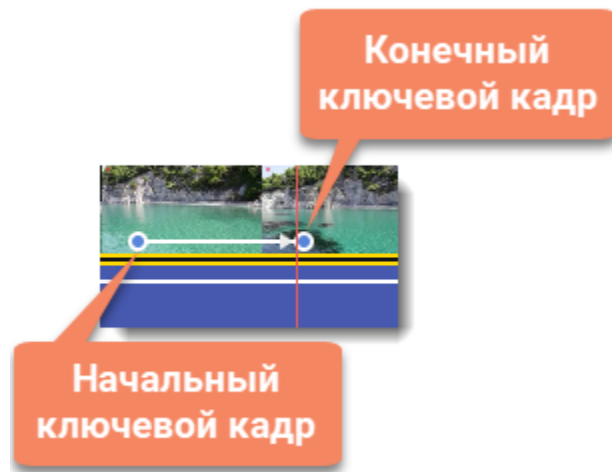 Конечный
ключевой кадр
Начальный
ключевой кадр